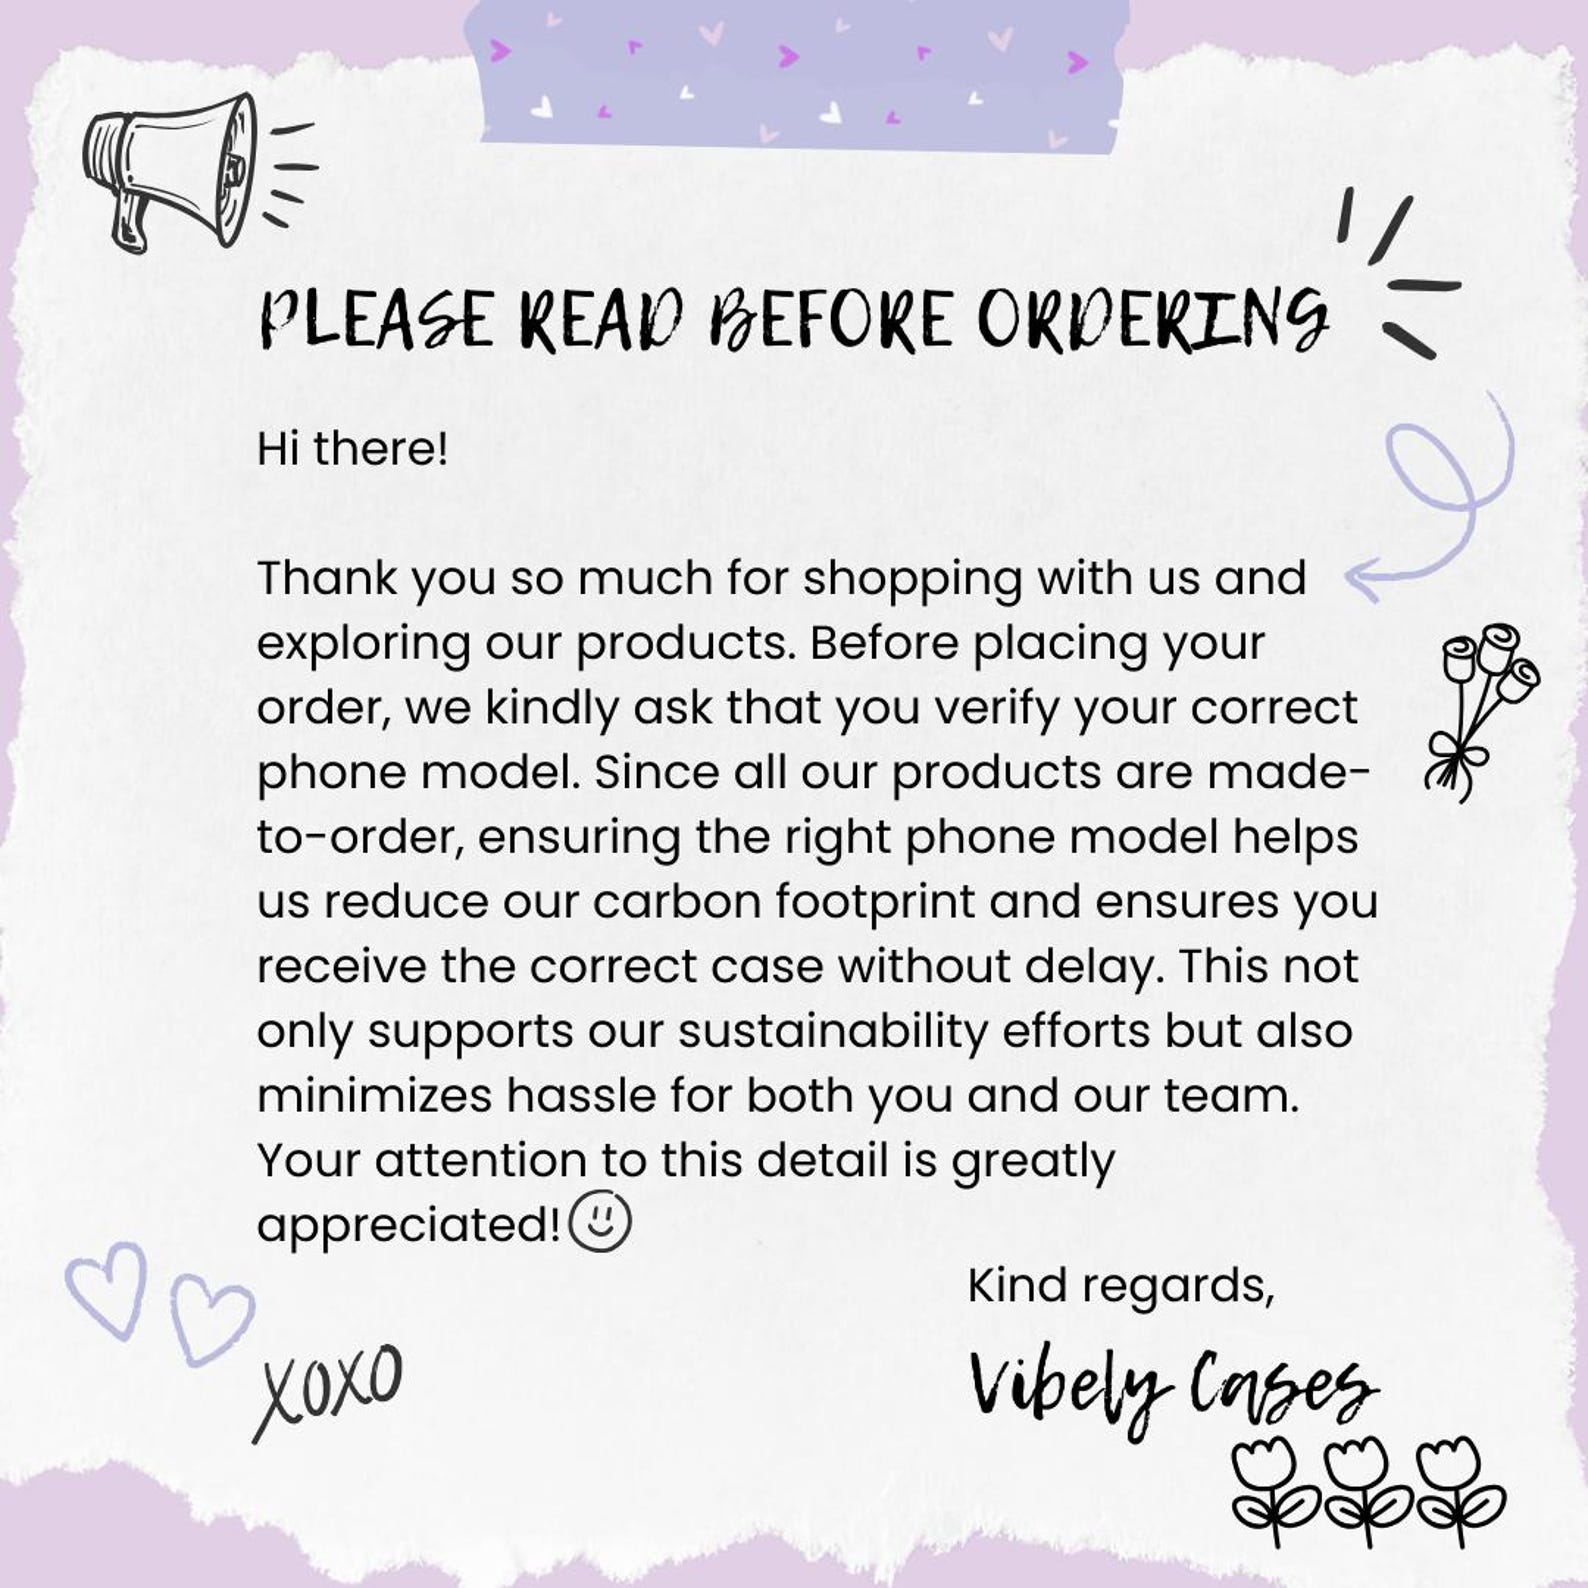 PLEASE READ BEFORE ORDERING
Hi there!
Thank you so much for shopping with us and
exploring our products. Before placing your
order, we kindly ask that you verify your correct
phone model. Since all our products are made-
to-order, ensuring the right phone model helps
us reduce our carbon footprint and ensures you
receive the correct case without delay. This not
only supports our sustainability efforts but also
minimizes hassle for both you and our team.
Your attention to this detail is greatly
appreciated!
Kind regards,
Vibely Cases
XOXO